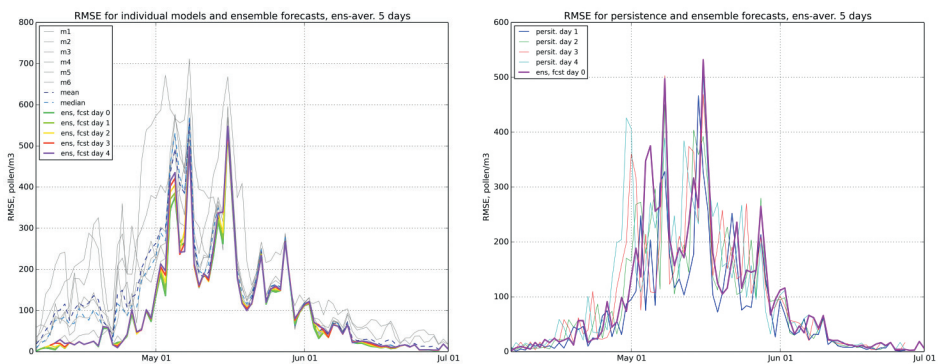 RMSE for individual models and ensemble forecasts, ens-aver. 5 days
800
700
600
500
400
300
200
100
0
RMSE, pollen/m3
m1
m2
m3
m4
m5
m6
mean
median
ens, fcst day 0
ens, fcst day 1
ens, fcst day 2
ens, fcst day 3
ens, fcst day 4
May 01
Jun 01
Jul 01
RMSE for persistence and ensemble forecasts, ens-aver. 5 days
600
500
400
300
200
100
0
RMSE, pollen/m3
persit. day 1
persit. day 2
persit. day 3
persit. day 4
ens, fcst day 0
May 01
Jun 01
Jul 01